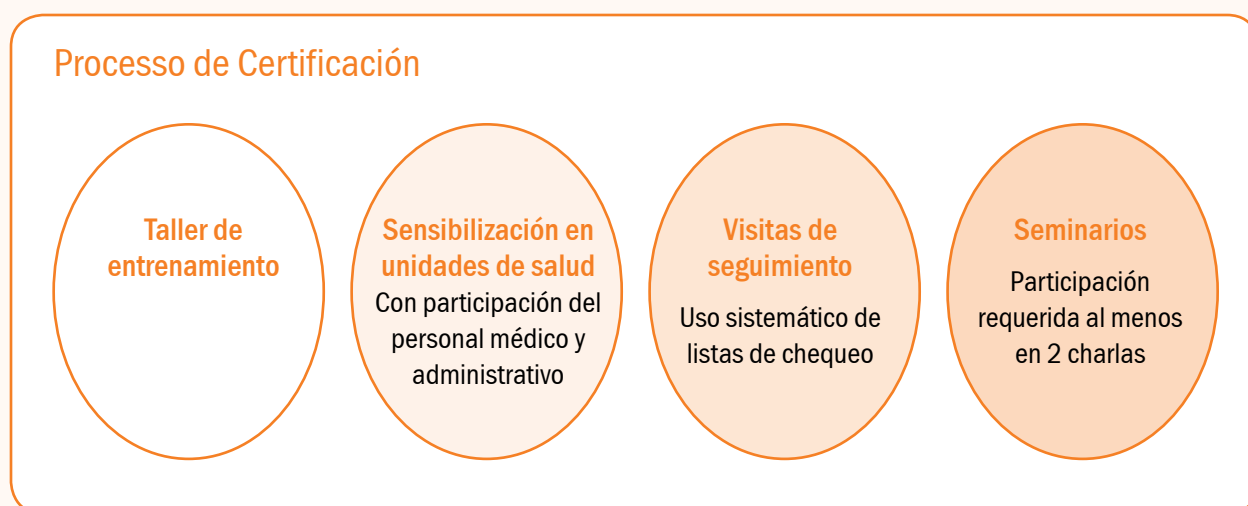 Processo de Certificación
Taller de
entrenamiento
Sensibilización en
unidades de salud
Con participación del
personal médico y
administrativo
Visitas de
seguimiento
Uso sistemático de
listas de chequeo
Seminarios
Participación
requerida al menos
en 2 charlas